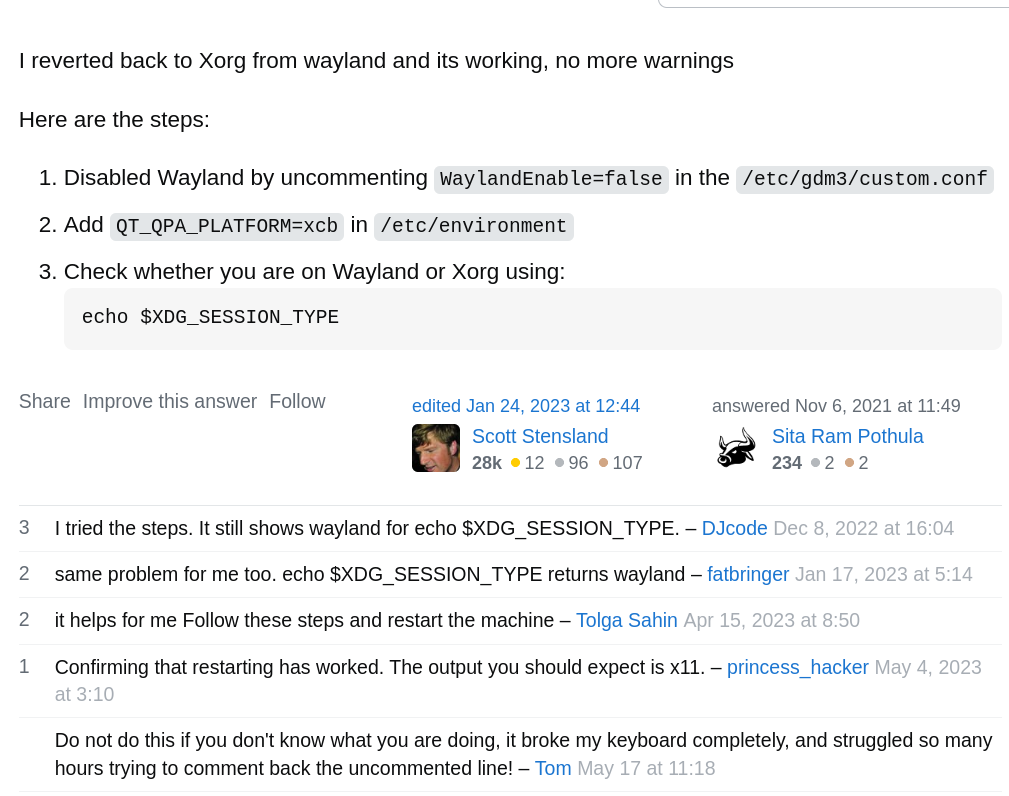 I reverted back to Xorg from wayland and its working, no more warnings
Here are the steps:
1. Disabled Wayland by uncommenting WaylandEnable=false in the /etc/gdm3/custom.conf
2. Add QT_QPA_PLATFORM=xcb in /etc/environment
3. Check whether you are on Wayland or Xorg using:
echo $XDG_SESSION_TYPE
Share Improve this answer Follow
edited Jan 24, 2023 at 12:44
Scott Stensland
28k 12 96 107
answered Nov 6, 2021 at 11:49
Sita Ram Pothula
234 2 2
3 I tried the steps. It still shows wayland for echo $XDG_SESSION_TYPE. – DJcode Dec 8, 2022 at 16:04
2 same problem for me too. echo $XDG_SESSION_TYPE returns wayland – fatbringer Jan 17, 2023 at 5:14
2 it helps for me Follow these steps and restart the machine – Tolga Sahin Apr 15, 2023 at 8:50
1 Confirming that restarting has worked. The output you should expect is x11. – princess_hacker May 4, 2023
at 3:10
Do not do this if you don't know what you are doing, it broke my keyboard completely, and struggled so many
hours trying to comment back the uncommented line! – Tom May 17 at 11:18